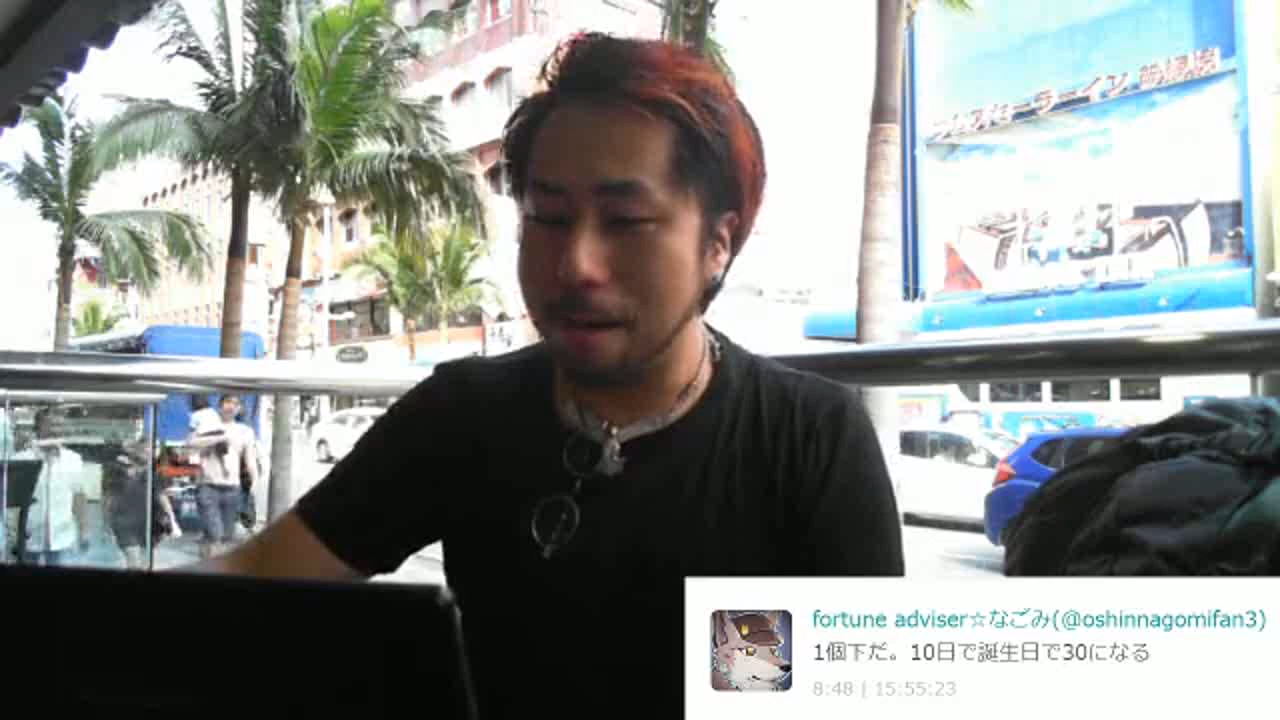 fortune adviser☆なごみ(@oshinnagomifan3)
1個下だ。10日で誕生日で30になる
8:48 | 15:55:23